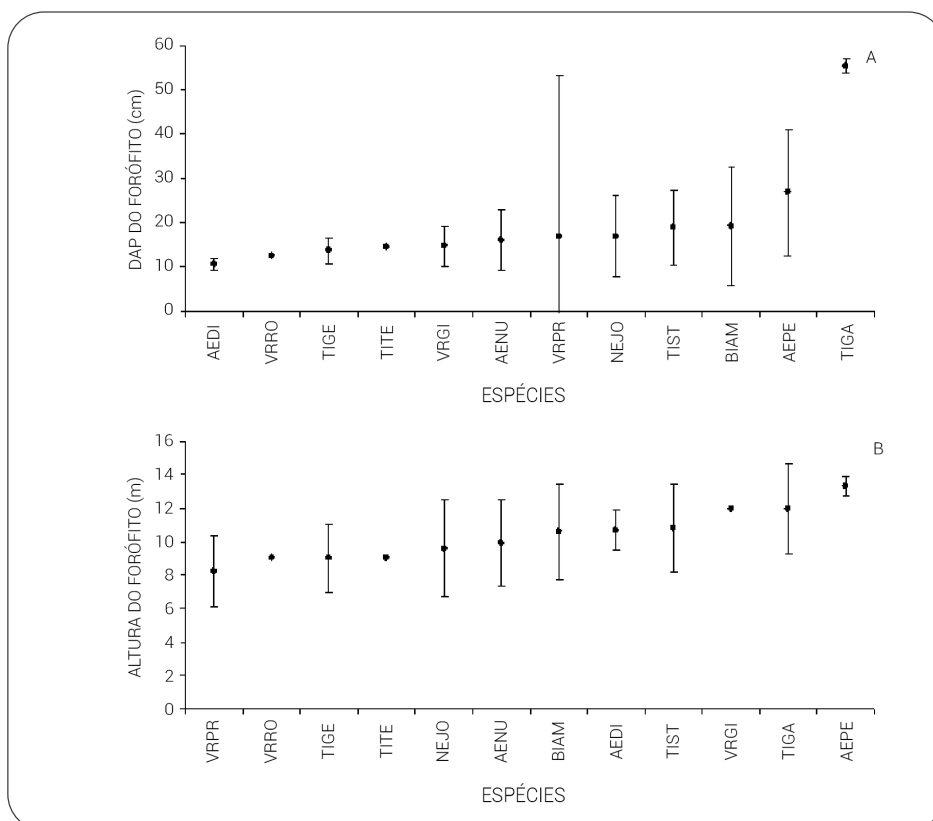 A
60
50
40
30
20
10
0
DAP DO FORÓFITO (cm)
AEDI VRRO TIGE TITE VRGI AENU VRPR NEJO TIST BIAM AEPE TIGA
ESPÉCIES
B
16
14
12
10
8
6
4
2
0
ALTURA DO FORÓFITO (m)
VRPR VRRO TIGE TITE NEJO AENU BIAM AEDI TIST VRGI TIGA AEPE
ESPÉCIES